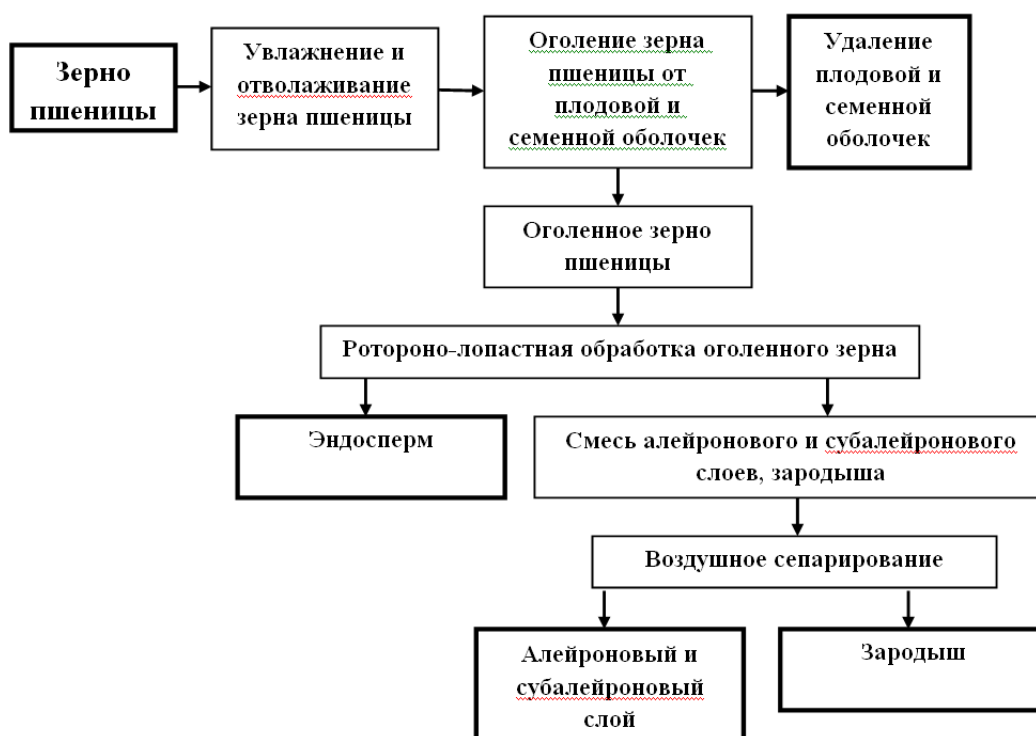 Зерно
пшеницы
Увлажнение и
отволаживание
зерна пшеницы
Оголение зерна
пшеницы от
плодовой и
семенной оболочек
Удаление
плодовой и
семенной
оболочек
Оголенное зерно
пшеницы
Ротороно-лопастная обработка оголенного зерна
Эндосперм
Смесь алейронового и субалейронового
слоев, зародыша
Воздушное сепарирование
Алейроновый и
субалейроновый
слой
Зародыш